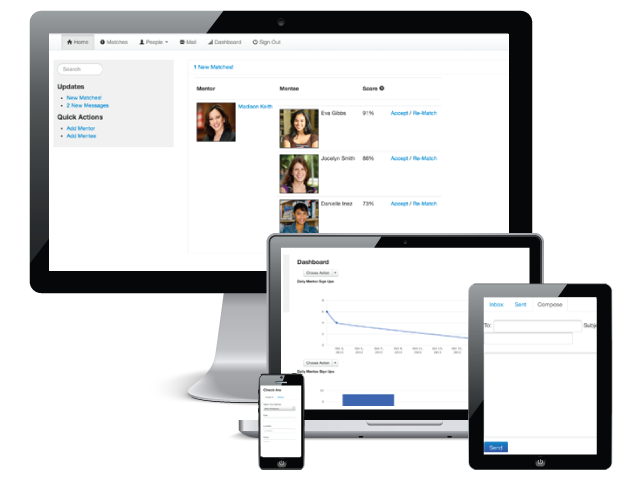 Home Matches People Mail Dashboard Sign Out
Search
1 New Matches!
Updates
New Matches!
2 New Messages
Quick Actions
Add Mentor
Add Mentee
Mentor Mentee Score
Madison Keith
Eva Gibbs 91% Accept / Re-Match
Jocelyn Smith 88% Accept / Re-Match
Danielle Inez 73% Accept / Re-Match
Dashboard
Choose Action
Daily Mentor Sign Ups
Choose Action
Daily Mentee Sign Ups
Inbox Sent Compose
To: Subje
Send
Check-Ins